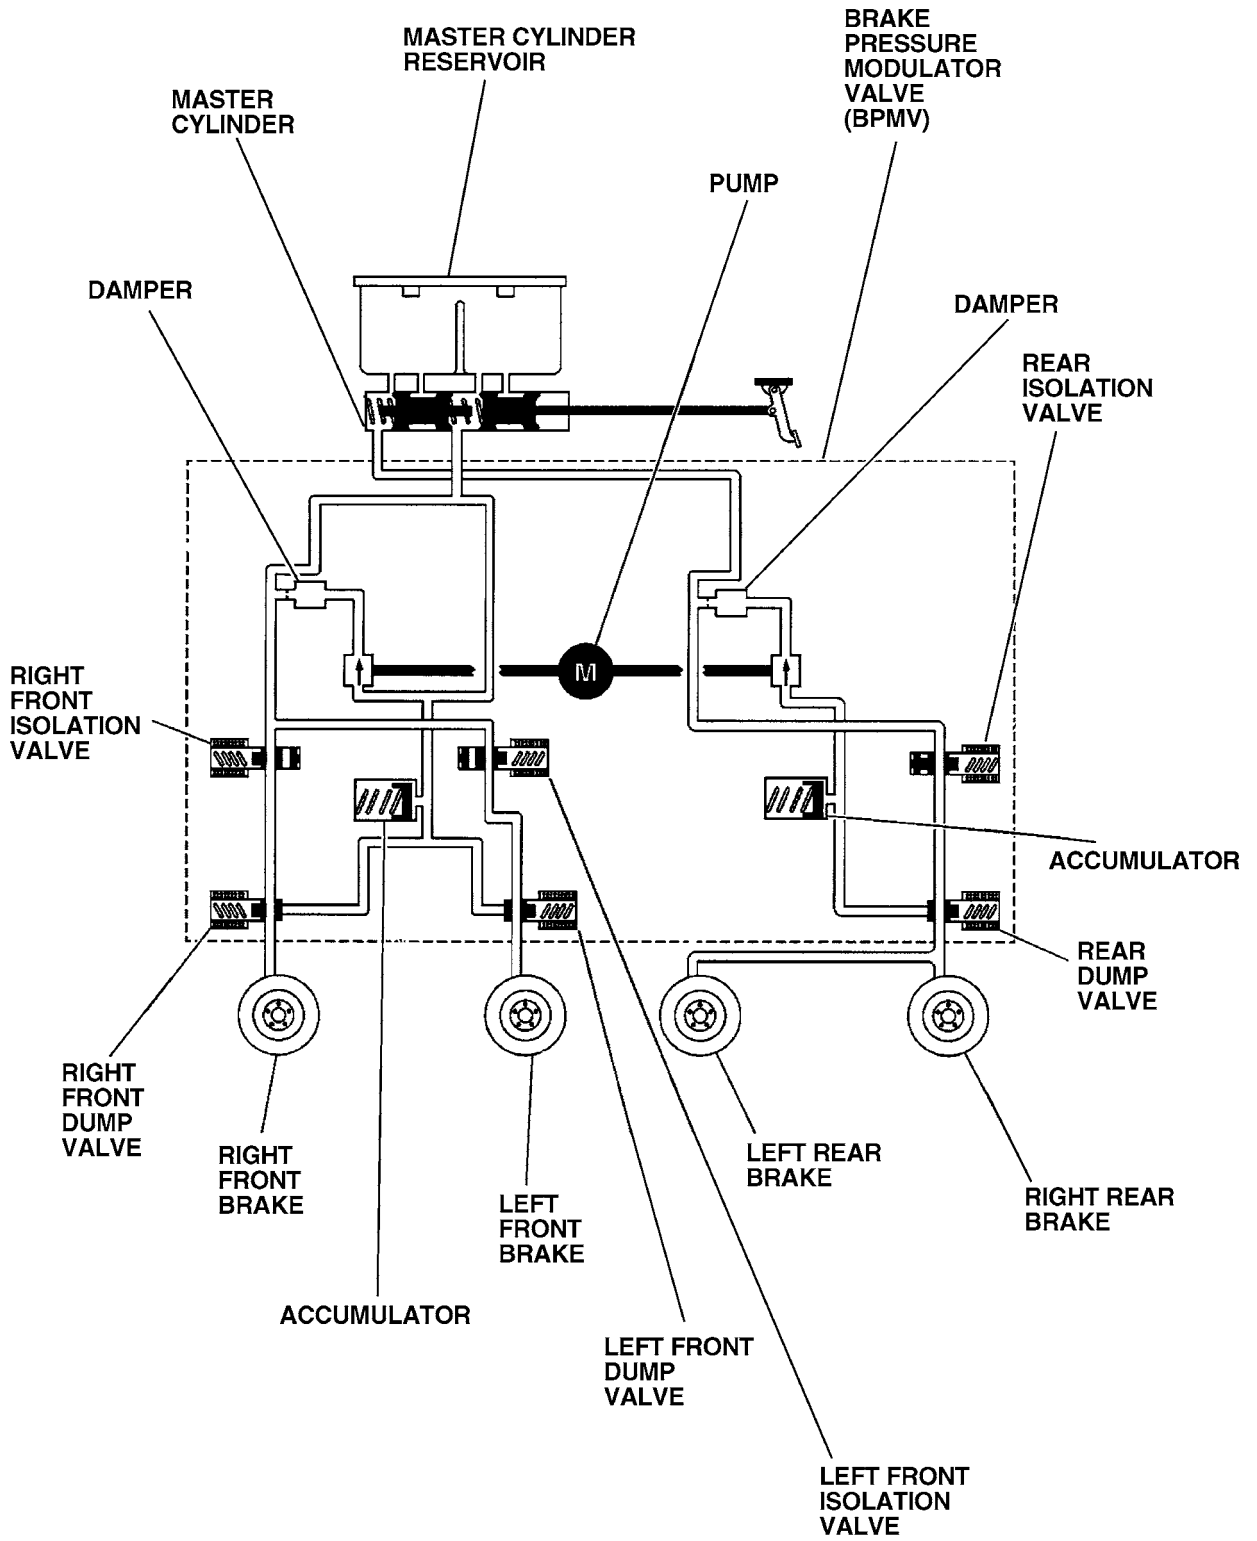 BRAKE
PRESSURE
MODULATOR
VALVE
(BPMV)
MASTER CYLINDER
RESERVOIR
MASTER
CYLINDER
PUMP
DAMPER
DAMPER
REAR
ISOLATION
VALVE
M
RIGHT
FRONT
ISOLATION
VALVE
ACCUMULATOR
REAR
DUMP
VALVE
RIGHT
FRONT
DUMP
VALVE
RIGHT
FRONT
BRAKE
LEFT
FRONT
BRAKE
LEFT REAR
BRAKE
RIGHT REAR
BRAKE
ACCUMULATOR
LEFT FRONT
DUMP
VALVE
LEFT FRONT
ISOLATION
VALVE